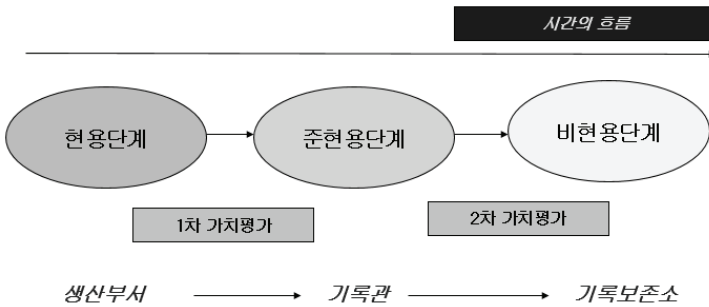 시간의 흐름
현용단계
준현용단계
비현용단계
1차 가치평가
2차 가치평가
생산부서
기록관
기록보존소